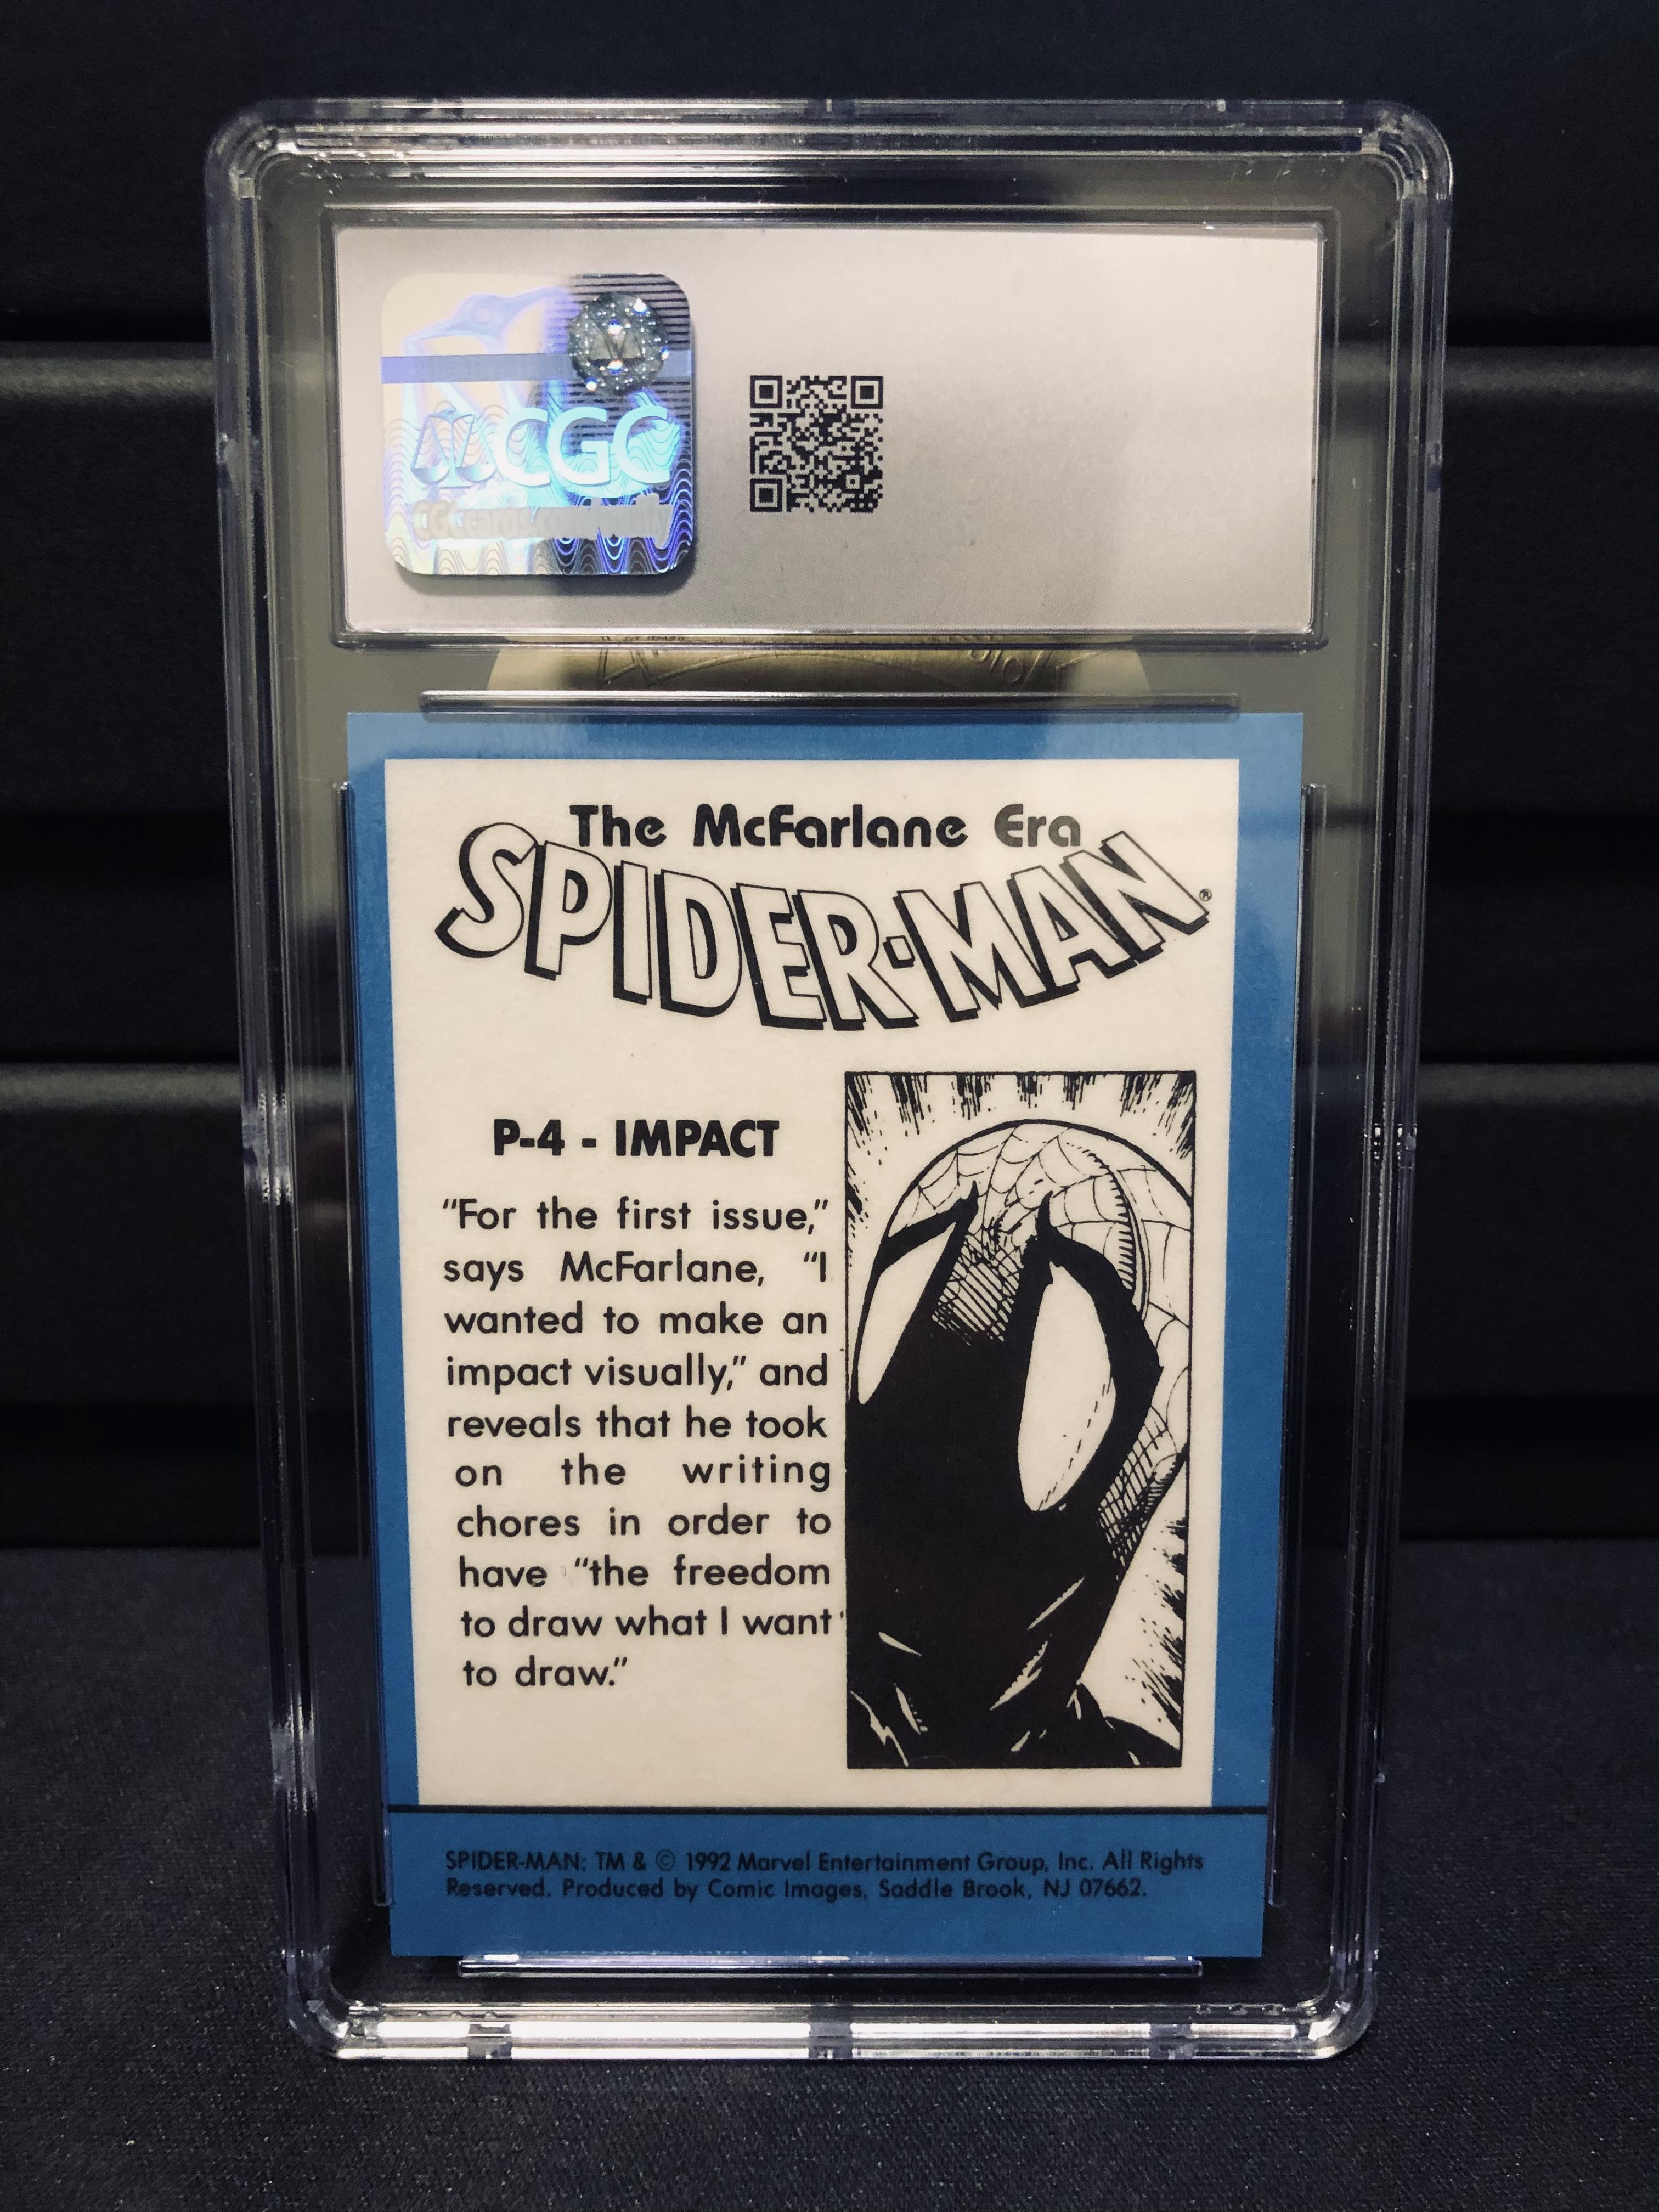 CGC
The McFarlane Era
SPIDER-MAN®
P-4 - IMPACT
“For the first issue,”
says McFarlane, “I
wanted to make an
impact visually,” and
reveals that he took
on the writing
chores in order to
have “the freedom
to draw what I want
to draw.”
SPIDER-MAN: TM & © 1992 Marvel Entertainment Group, Inc. All Rights
Reserved. Produced by Comic Images, Saddle Brook, NJ 07662.